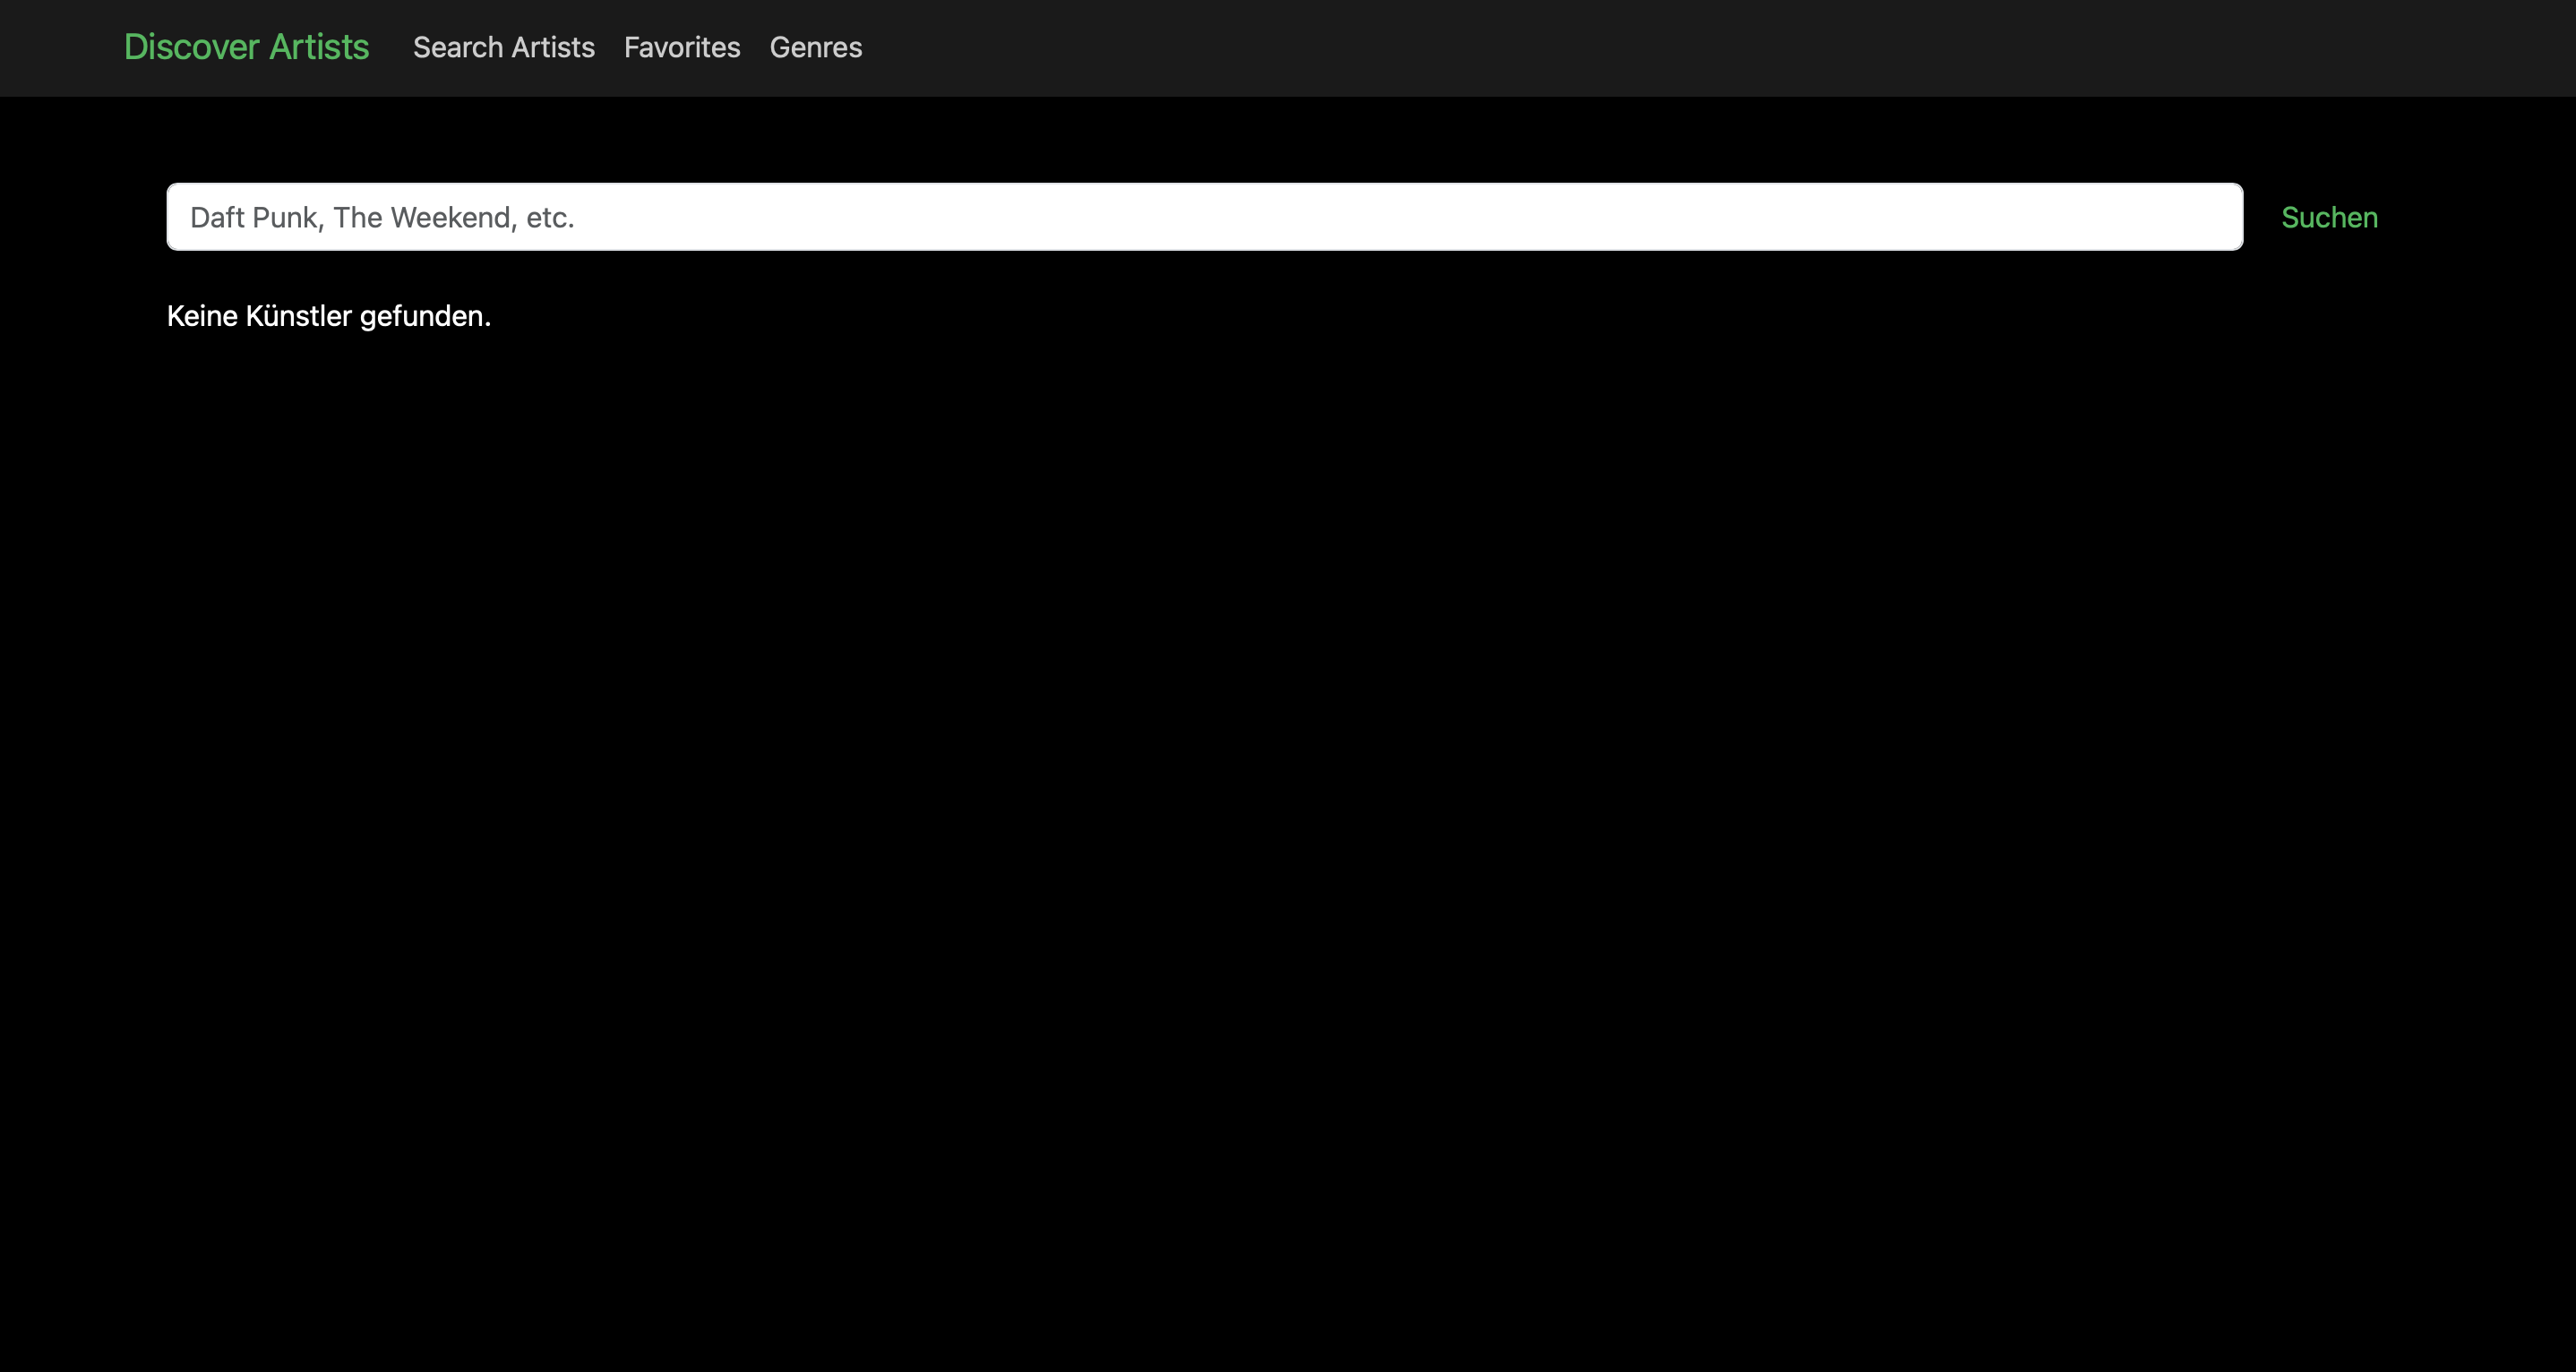 Discover Artists Search Artists Favorites Genres
Daft Punk, The Weekend, etc. Suchen
Keine Künstler gefunden.